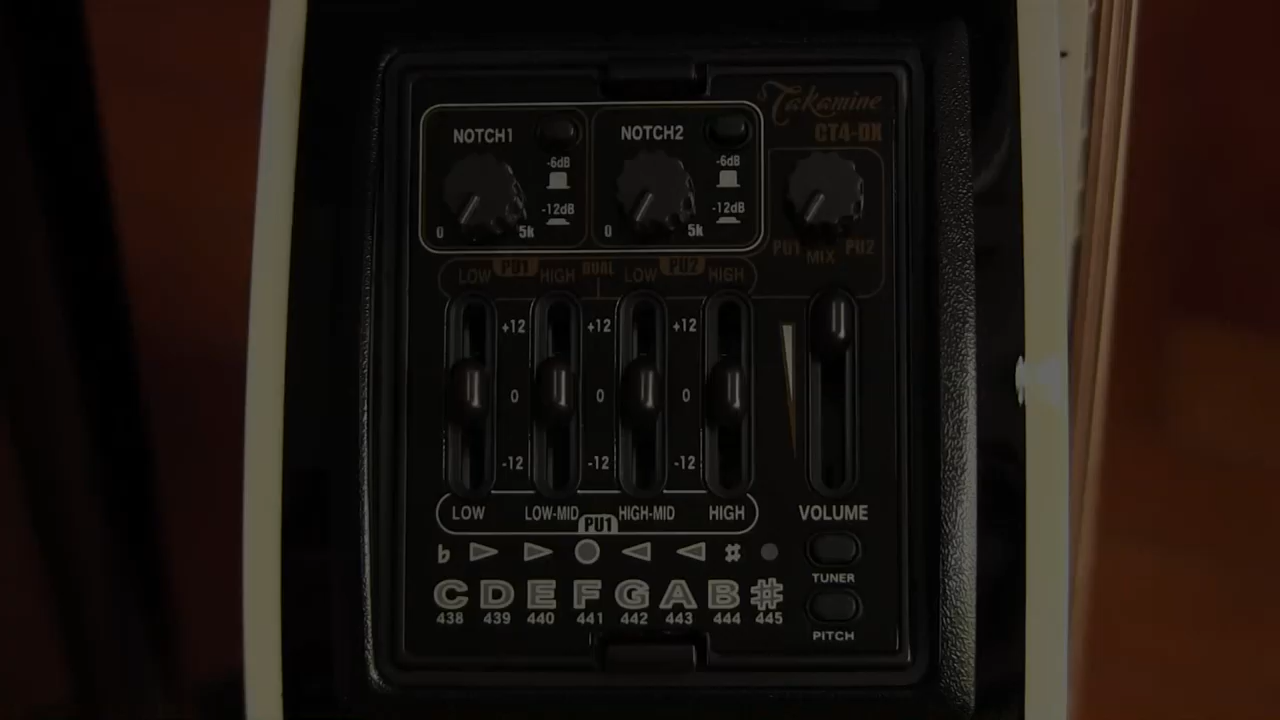 Takamine
CT4-DX
NOTCH1
NOTCH2
-6dB
-6dB
-12dB
-12dB
0
5k
0
5k
PU1 MIX PU2
LOW PU1 HIGH DUAL LOW PU2 HIGH
+12 +12 +12
0 0 0
-12 -12 -12
LOW LOW-MID HIGH-MID HIGH
PU1
VOLUME
♭ ♯
TUNER
C D E F G A B #
438 439 440 441 442 443 444 445
PITCH